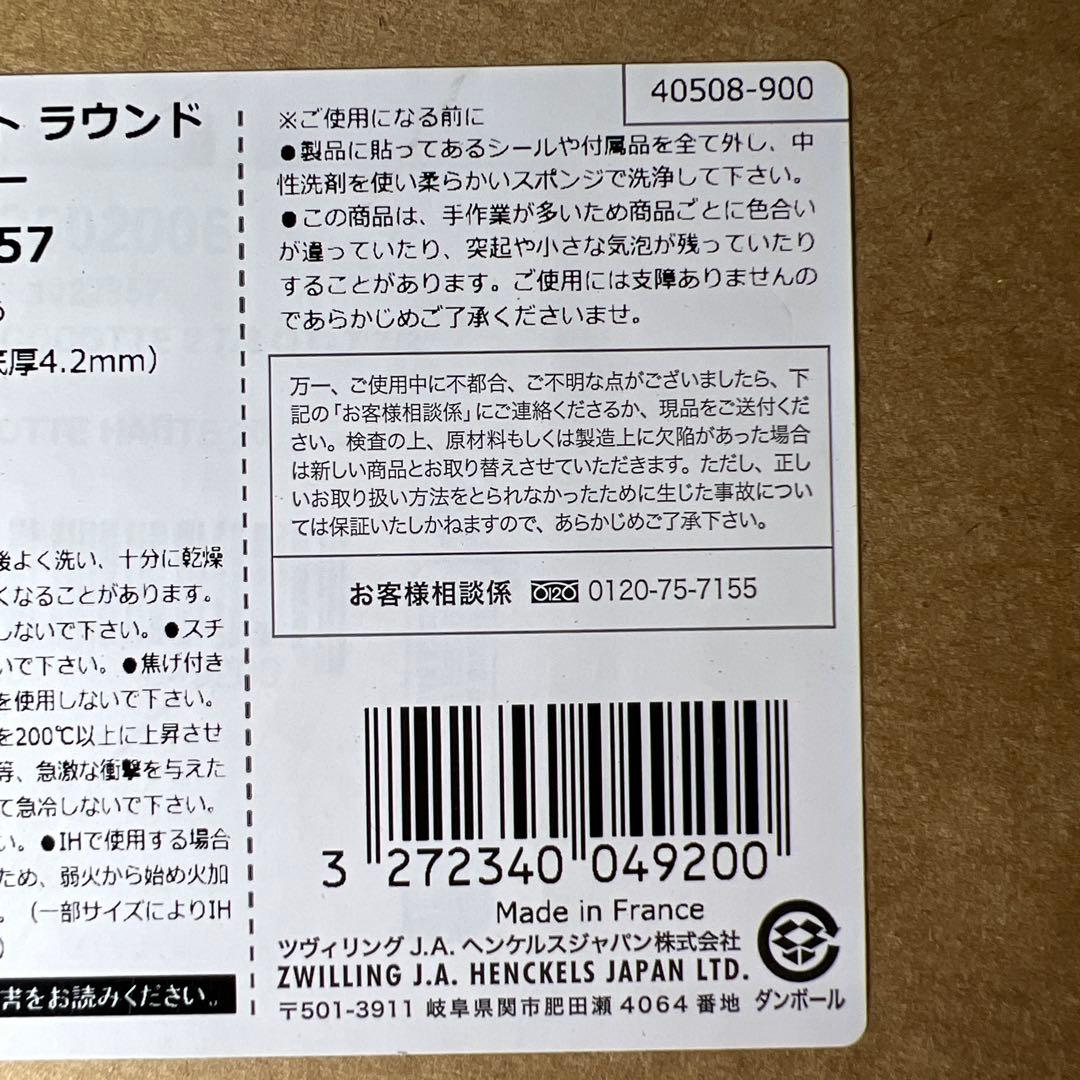 40508-900
ト ラウンド
ー
57
底厚4.2mm）
後よく洗い、十分に乾燥
くなることがあります。
しないで下さい。●スチ
いで下さい。●焦げ付き
を使用しないで下さい。
を200℃以上に上昇させ
等、急激な衝撃を与えた
て急冷しないで下さい。
い。●IHで使用する場合
ため、弱火から始め火加
。（一部サイズによりIH
）
書をお読みください。
※ご使用になる前に
●製品に貼ってあるシールや付属品を全て外し、中
性洗剤を使い柔らかいスポンジで洗浄して下さい。
●この商品は、手作業が多いため商品ごとに色合い
が違っていたり、突起や小さな気泡が残っていたり
することがあります。ご使用には支障ありませんの
であらかじめご了承くださいませ。
万一、ご使用中に不都合、ご不明な点がございましたら、下
記の「お客様相談係」にご連絡くださるか、現品をご送付くだ
さい。検査の上、原材料もしくは製造上に欠陥があった場合
は新しい商品とお取り替えさせていただきます。ただし、正し
いお取り扱い方法をとられなかったために生じた事故につい
ては保証いたしかねますので、あらかじめご了承下さい。
お客様相談係 0120-75-7155
3 272340 049200
Made in France
ツヴィリング J.A. ヘンケルスジャパン株式会社
ZWILLING J.A. HENCKELS JAPAN LTD.
〒501-3911 岐阜県関市肥田瀬 4064 番地
ダンボール